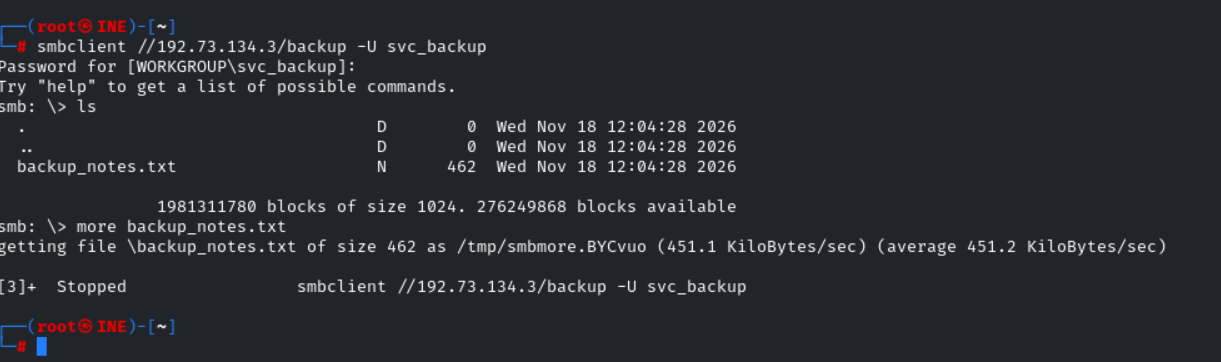 ┌──(root㉿INE)-[~]
└─# smbclient //192.73.134.3/backup -U svc_backup
Password for [WORKGROUP\svc_backup]:
Try "help" to get a list of possible commands.
smb: \> ls
  .                                   D        0  Wed Nov 18 12:04:28 2026
  ..                                  D        0  Wed Nov 18 12:04:28 2026
  backup_notes.txt                    N      462  Wed Nov 18 12:04:28 2026
                1981311780 blocks of size 1024. 276249868 blocks available
smb: \> more backup_notes.txt
getting file \backup_notes.txt of size 462 as /tmp/smbmore.BYCvuo (451.1 KiloBytes/sec) (average 451.2 KiloBytes/sec)
[3]+  Stopped                 smbclient //192.73.134.3/backup -U svc_backup
┌──(root㉿INE)-[~]
└─#